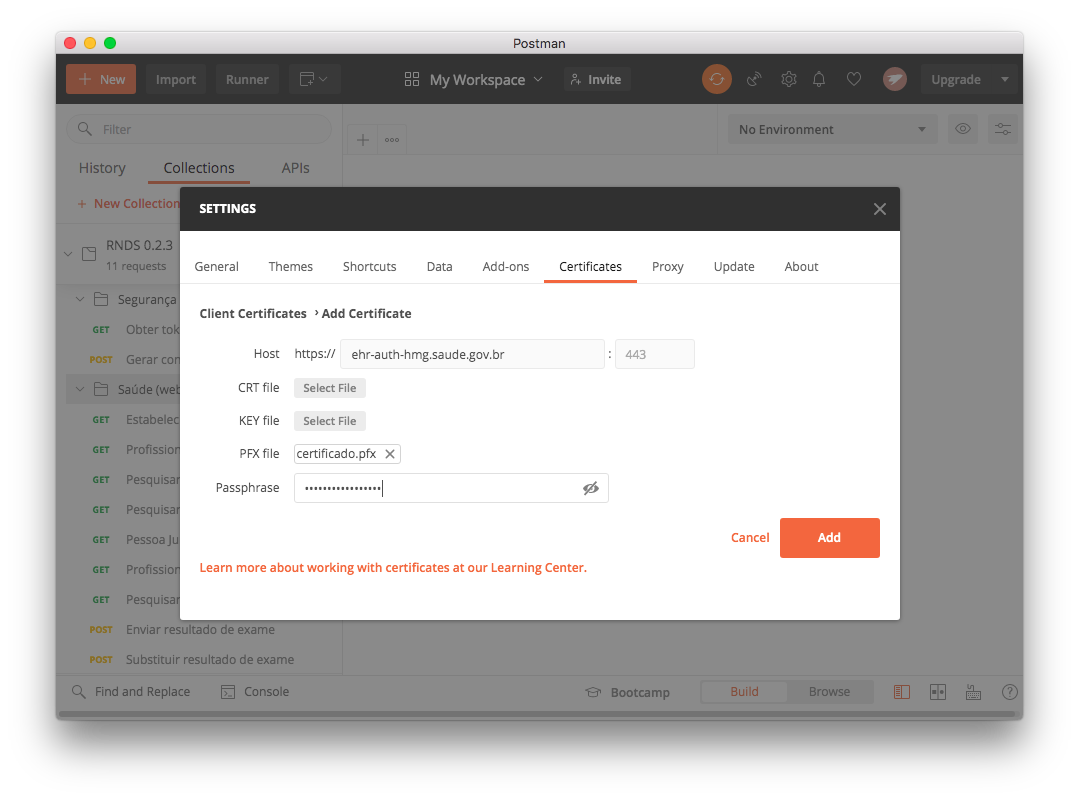 Postman
New Import Runner My Workspace Invite Upgrade
Filter
No Environment
History Collections APIs
+ New Collection
SETTINGS
RNDS 0.2.3
11 requests
General Themes Shortcuts Data Add-ons Certificates Proxy Update About
Segurança
Client Certificates › Add Certificate
GET Obter tok
Host https:// ehr-auth-hmg.saude.gov.br : 443
POST Gerar con
CRT file Select File
Saúde (web
GET Estabelec
KEY file Select File
GET Profission
PFX file certificado.pfx
GET Pesquisar
Passphrase •••••••••••••••••
GET Pesquisar
GET Pessoa Ju
Cancel Add
GET Profission
Learn more about working with certificates at our Learning Center.
GET Pesquisar
POST Enviar resultado de exame
POST Substituir resultado de exame
Find and Replace Console Bootcamp Build Browse